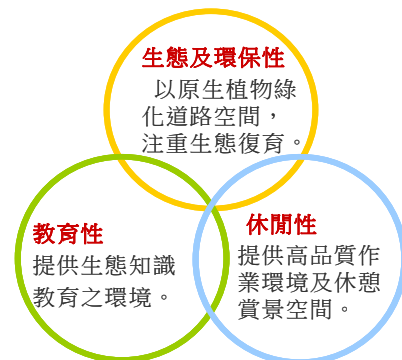 生態及環保性
以原生植物綠
化道路空間，
注重生態復育。
教育性
提供生態知識
教育之環境。
休閒性
提供高品質作
業環境及休憩
賞景空間。